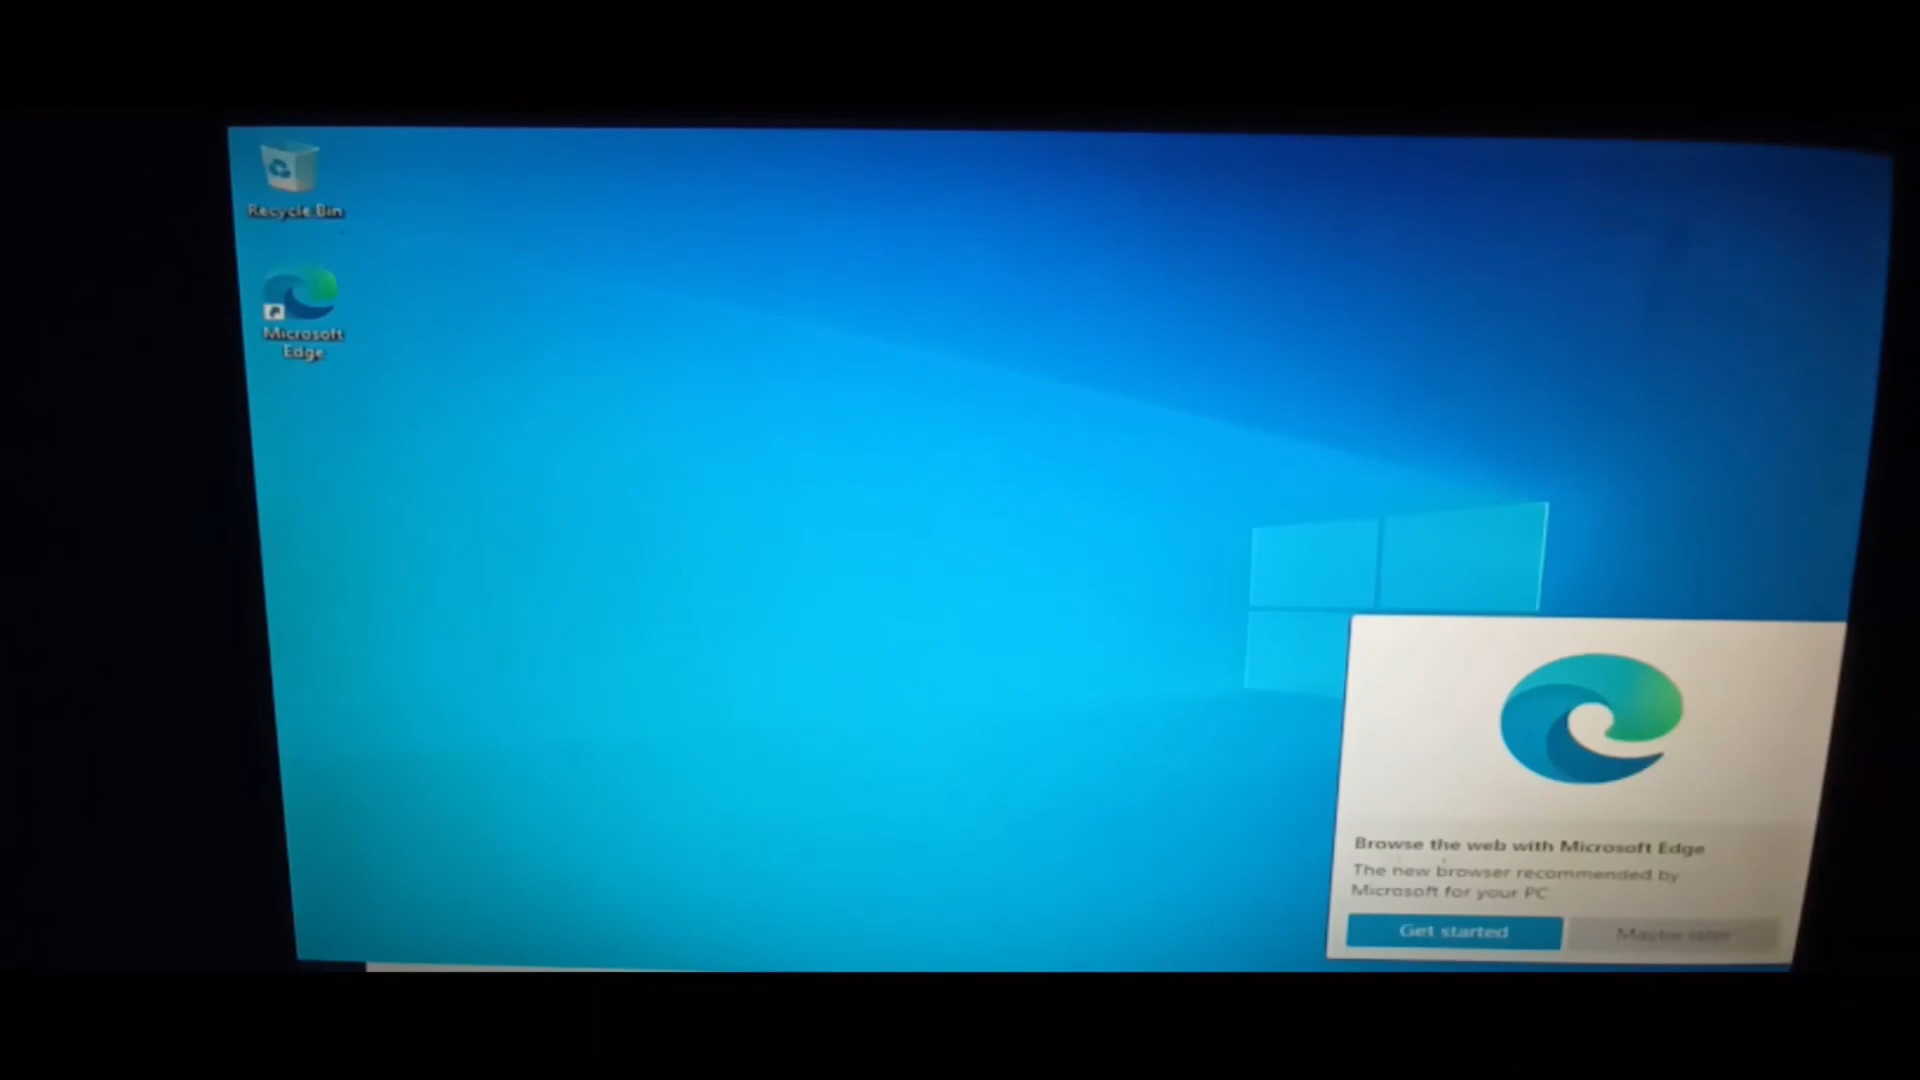 Recycle Bin
Microsoft
Edge
Browse the web with Microsoft Edge
The new browser recommended by
Microsoft for your PC
Get started
Maybe later